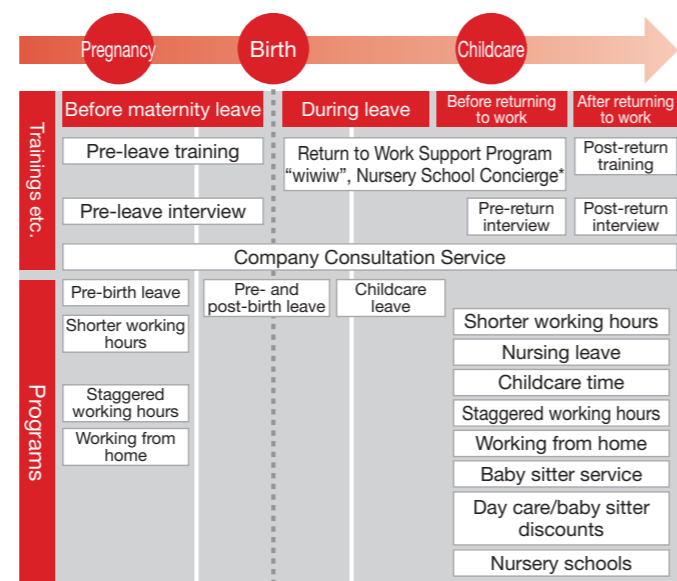 Pregnancy
Birth
Childcare
Before maternity leave
During leave
Before returning
to work
After returning
to work
Trainings etc.
Pre-leave training
Return to Work Support Program
“wiwiw”, Nursery School Concierge*
Post-return
training
Pre-leave interview
Pre-return
interview
Post-return
interview
Company Consultation Service
Programs
Pre-birth leave
Pre- and
post-birth leave
Childcare
leave
Shorter working
hours
Staggered
working hours
Working from
home
Shorter working hours
Nursing leave
Childcare time
Staggered working hours
Working from home
Baby sitter service
Day care/baby sitter
discounts
Nursery schools